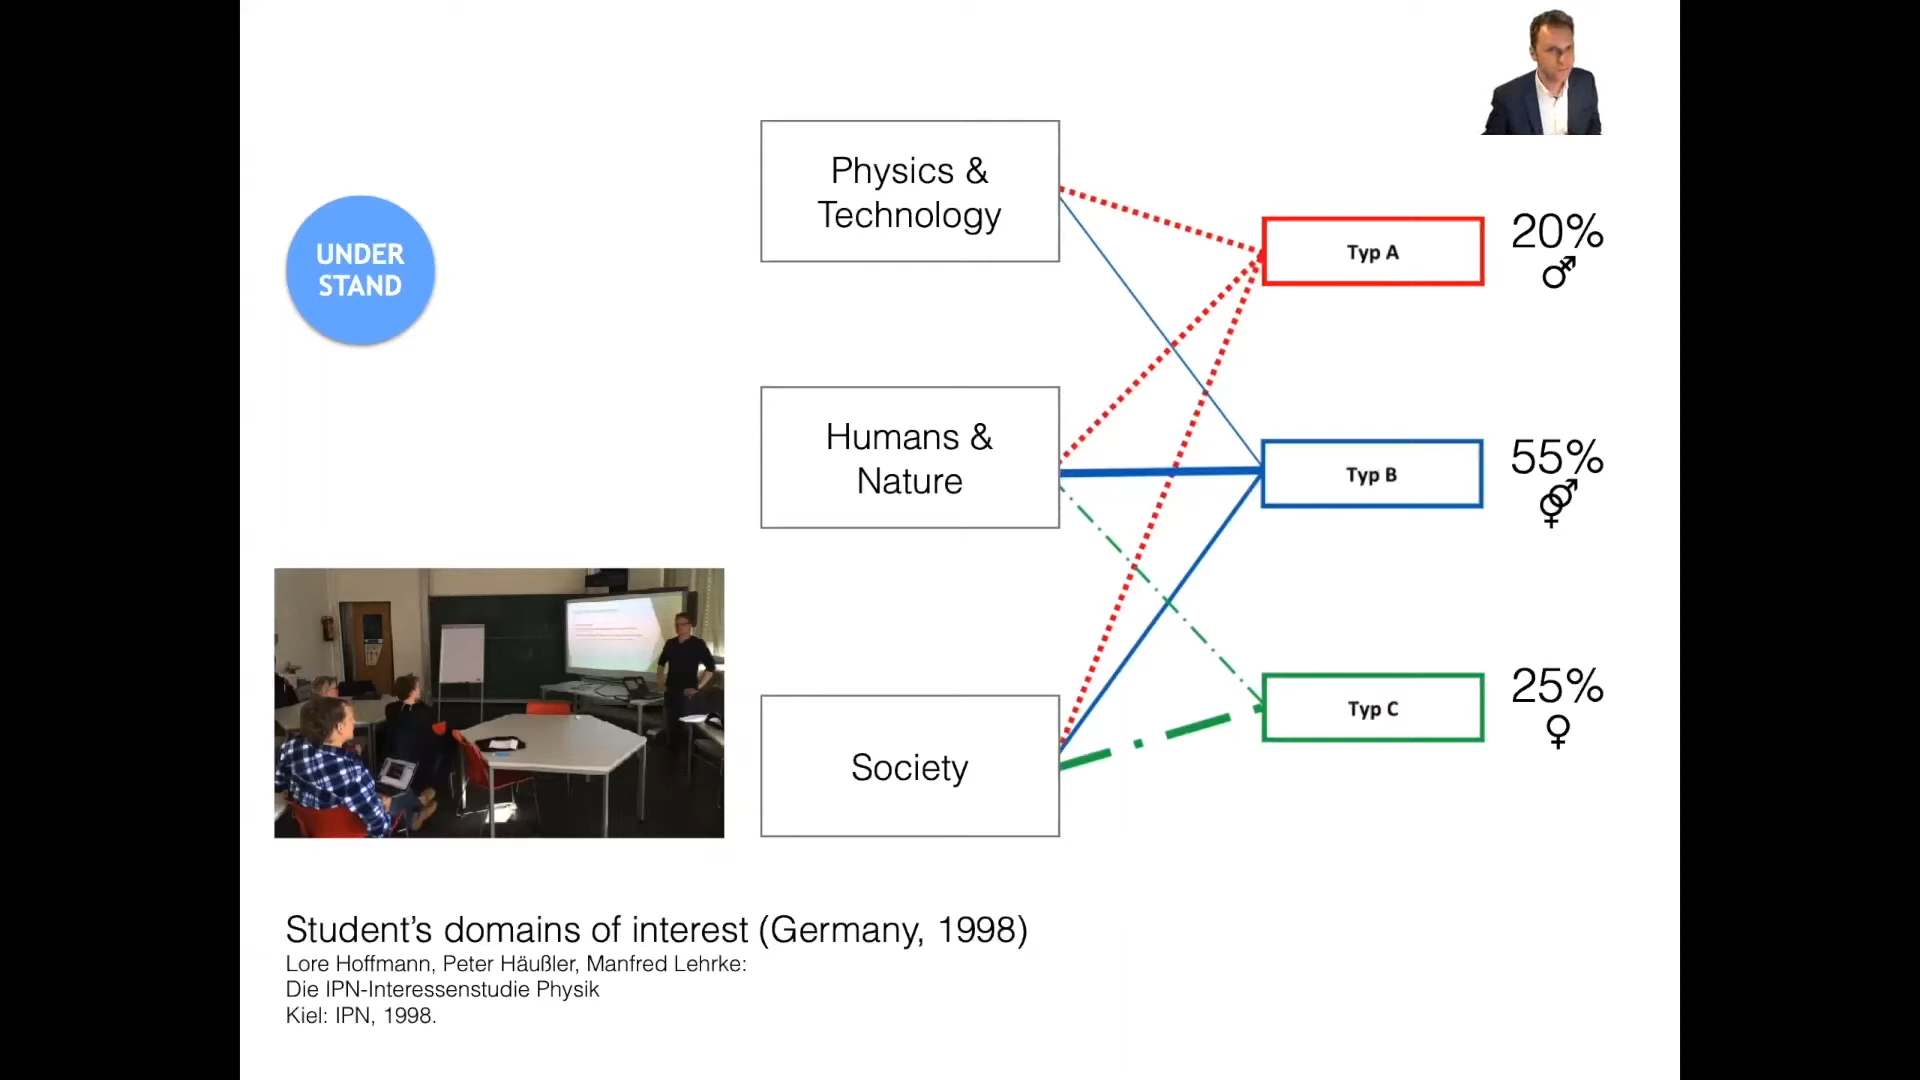 UNDER
STAND
Physics &
Technology
Humans &
Nature
Society
Typ A
20%
♂
Typ B
55%
⚥
Typ C
25%
♀
Student’s domains of interest (Germany, 1998)
Lore Hoffmann, Peter Häußler, Manfred Lehrke:
Die IPN-Interessenstudie Physik
Kiel: IPN, 1998.